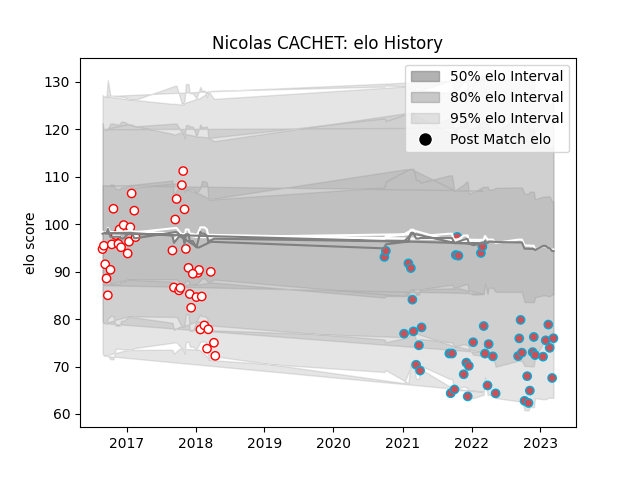 Nicolas CACHET: elo History
50% elo Interval
80% elo Interval
95% elo Interval
Post Match elo
elo score
130
120
110
100
90
80
70
60
2017 2018 2019 2020 2021 2022 2023